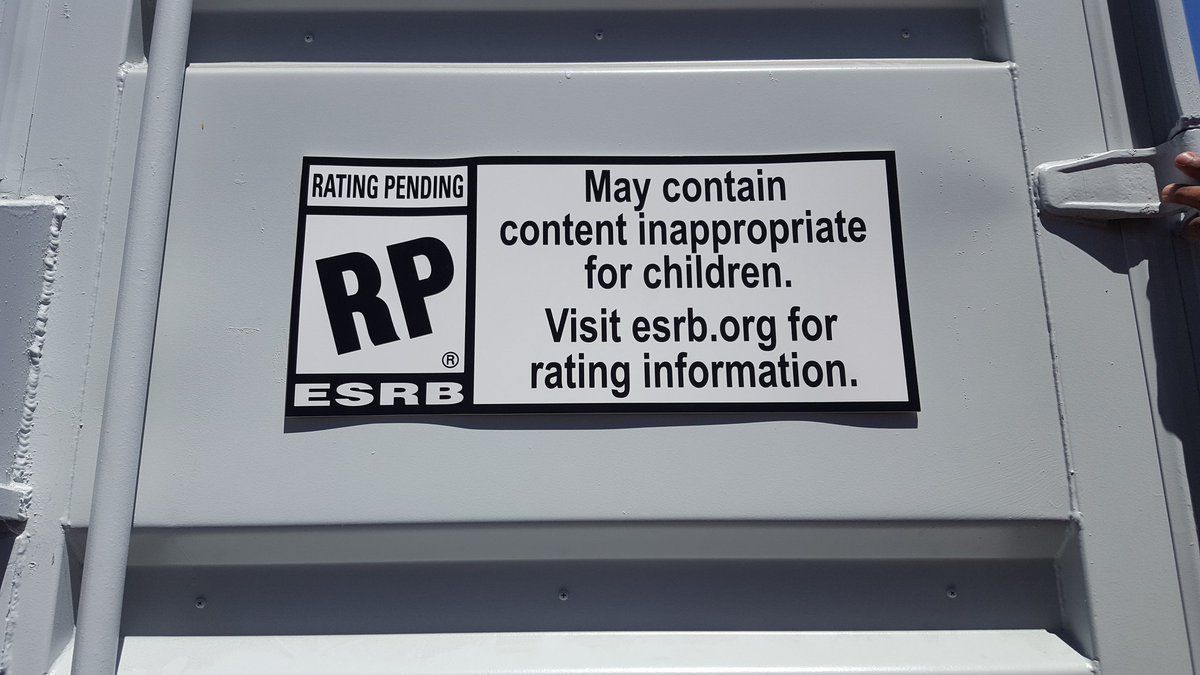 RATING PENDING
RP
®
ESRB
May contain
content inappropriate
for children.
Visit esrb.org for
rating information.